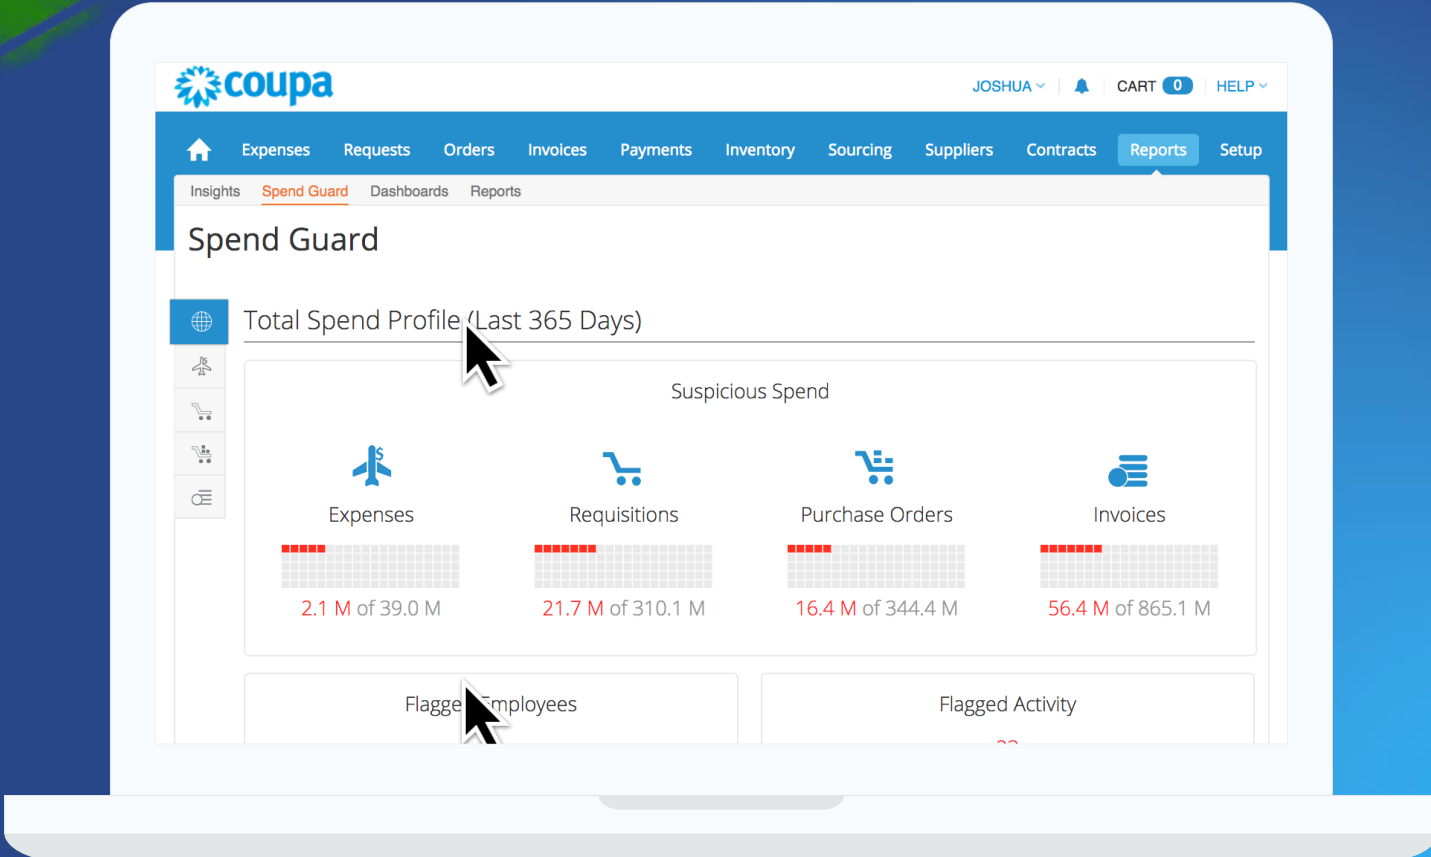 coupa
JOSHUA
CART 0
HELP
Expenses Requests Orders Invoices Payments Inventory Sourcing Suppliers Contracts Reports Setup
Insights Spend Guard Dashboards Reports
Spend Guard
Total Spend Profile (Last 365 Days)
Suspicious Spend
Expenses Requisitions Purchase Orders Invoices
2.1 M of 39.0 M 21.7 M of 310.1 M 16.4 M of 344.4 M 56.4 M of 865.1 M
Flagged Employees Flagged Activity